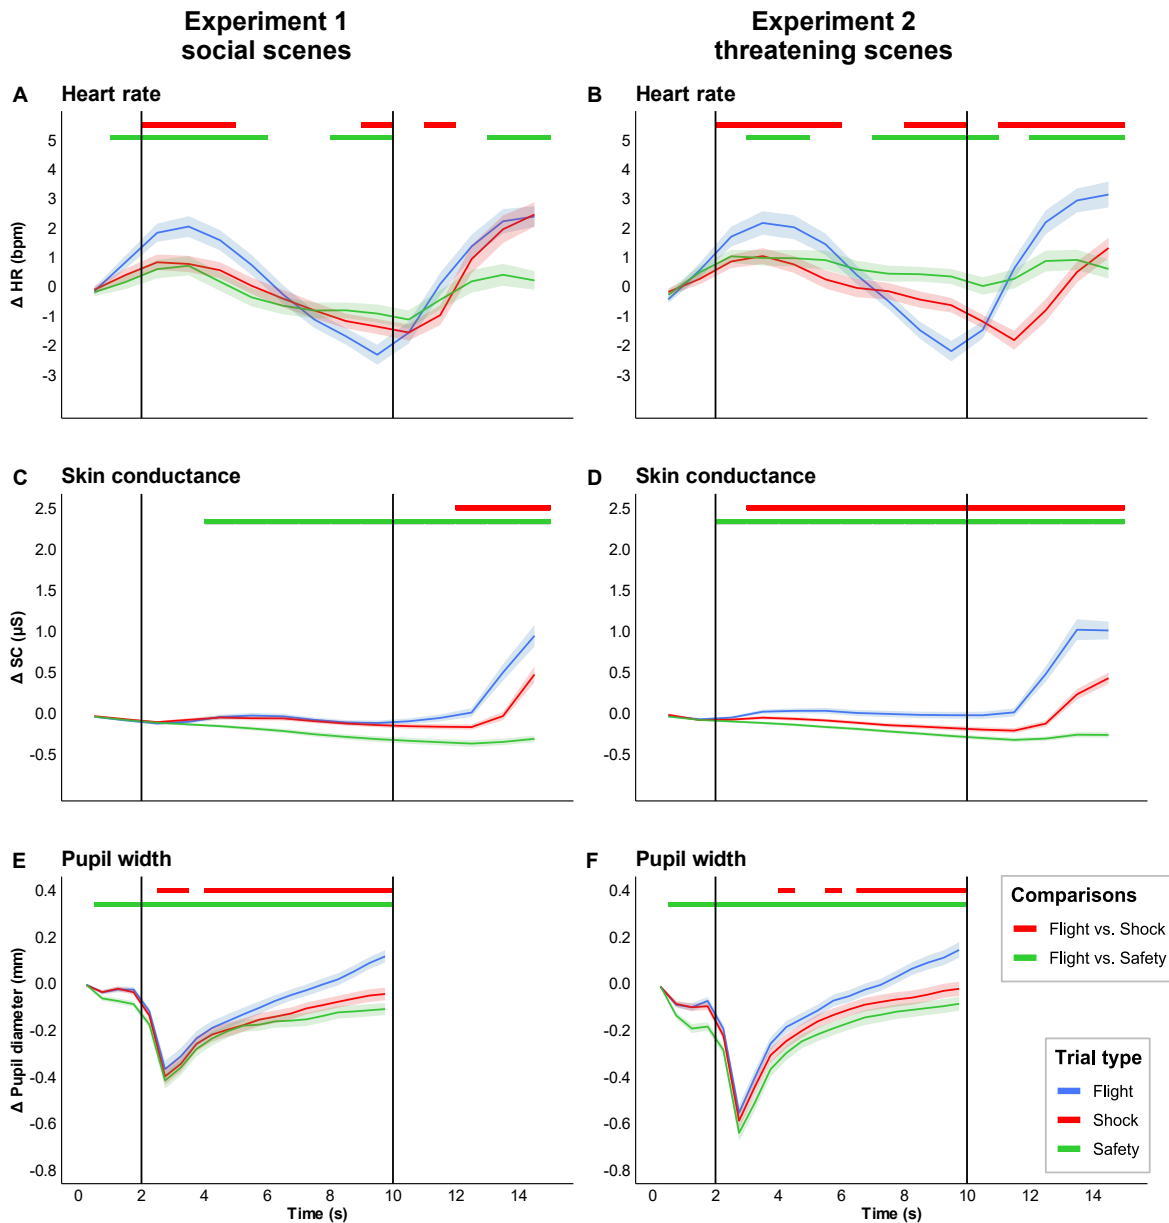 Experiment 1
social scenes
Experiment 2
threatening scenes
A Heart rate
B Heart rate
Δ HR (bpm)
5
4
3
2
1
0
-1
-2
-3
5
4
3
2
1
0
-1
-2
-3
C Skin conductance
D Skin conductance
Δ SC (µS)
2.5
2.0
1.5
1.0
0.5
0.0
-0.5
2.5
2.0
1.5
1.0
0.5
0.0
-0.5
E Pupil width
F Pupil width
Δ Pupil diameter (mm)
0.4
0.2
0.0
-0.2
-0.4
-0.6
-0.8
0 2 4 6 8 10 12 14
Time (s)
0.4
0.2
0.0
-0.2
-0.4
-0.6
-0.8
0 2 4 6 8 10 12 14
Time (s)
Comparisons
Flight vs. Shock
Flight vs. Safety
Trial type
Flight
Shock
Safety